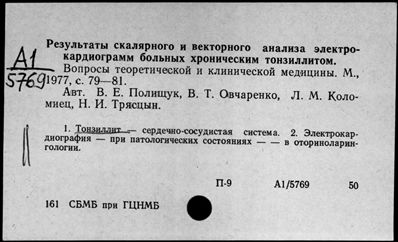 А1
5769
Результаты скалярного и векторного анализа электро-
кардиограмм больных хроническим тонзиллитом.
Вопросы теоретической и клинической медицины. М.,
1977, с. 79—81.
Авт. В. Е. Полищук, В. Т. Овчаренко, Л. М. Коло-
миец, Н. И. Трясцын.
1. Тонзиллит — сердечно-сосудистая система. 2. Электрокар-
диография — при патологических состояниях — — в оториноларин-
гологии.
П-9 А1/5769 50
161 СБМБ при ГЦНМБ